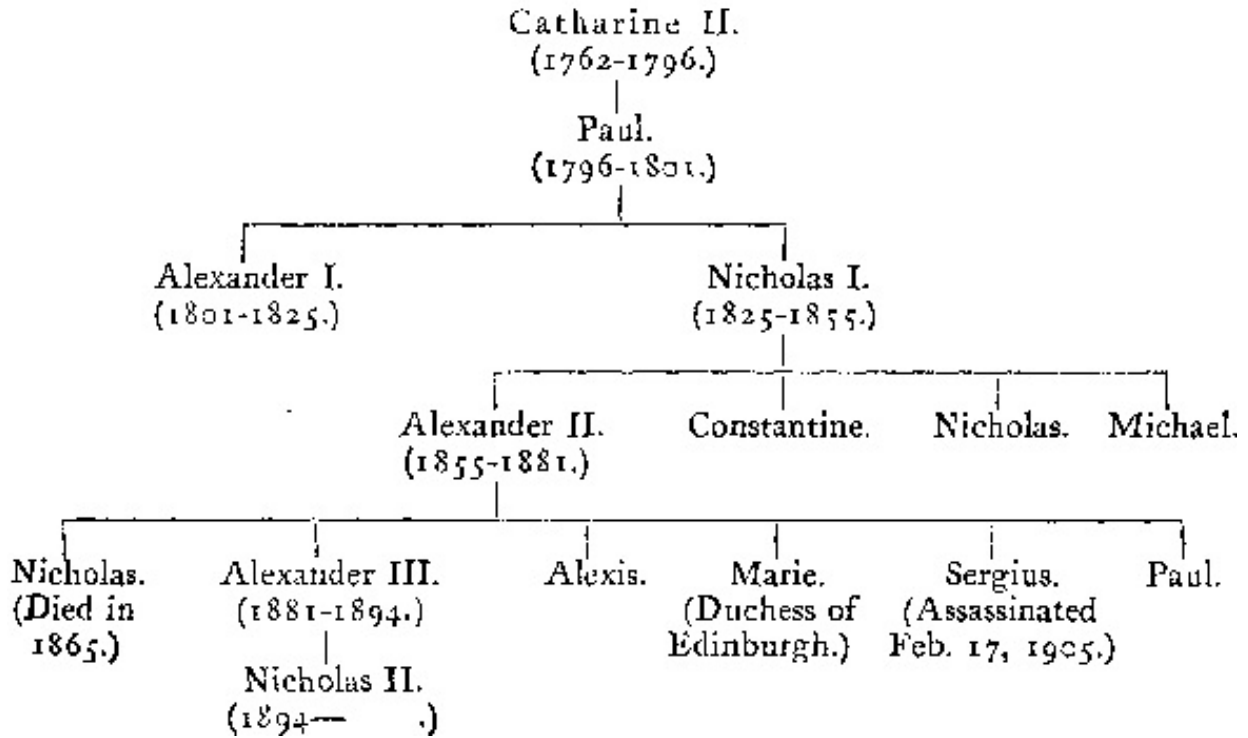 Catharine II.
(1762-1796.)
Paul.
(1796-1801.)
Alexander I.
(1801-1825.)
Nicholas I.
(1825-1855.)
Alexander II.
(1855-1881.)
Constantine.
Nicholas.
Michael.
Nicholas.
(Died in
1865.)
Alexander III.
(1881-1894.)
Alexis.
Marie.
(Duchess of
Edinburgh.)
Sergius.
(Assassinated
Feb. 17, 1905.)
Paul.
Nicholas II.
(1894— .)